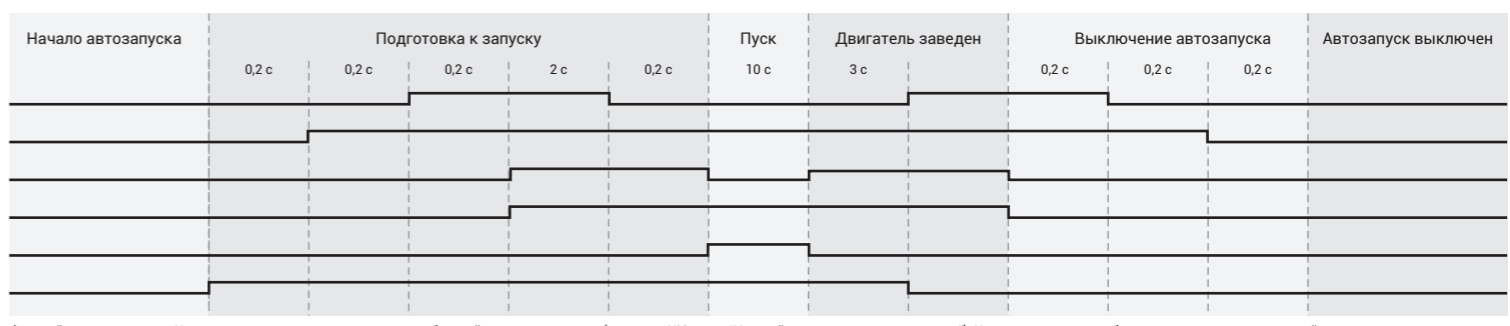 Начало автозапуска
Подготовка к запуску
Пуск
Двигатель заведен
Выключение автозапуска
Автозапуск выключен
0,2 с
0,2 с
0,2 с
2 с
0,2 с
10 с
3 с
0,2 с
0,2 с
0,2 с